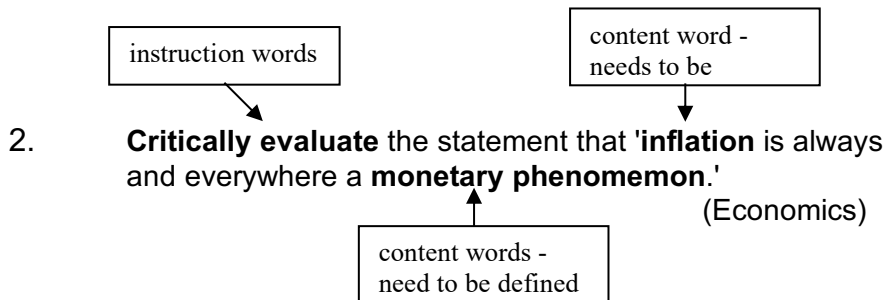 instruction words
content word -
needs to be
2. Critically evaluate the statement that 'inflation is always
and everywhere a monetary phenomemon.'
(Economics)
content words -
need to be defined